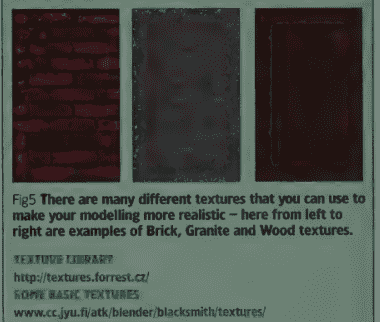 Fig5 There are many different textures that you can use to
make your modelling more realistic – here from left to
right are examples of Brick, Granite and Wood textures.
TEXTURE LIBRARY
http://textures.forrest.cz/
SOME BASIC TEXTURES
www.cc.jyu.fi/atk/blender/blacksmith/textures/